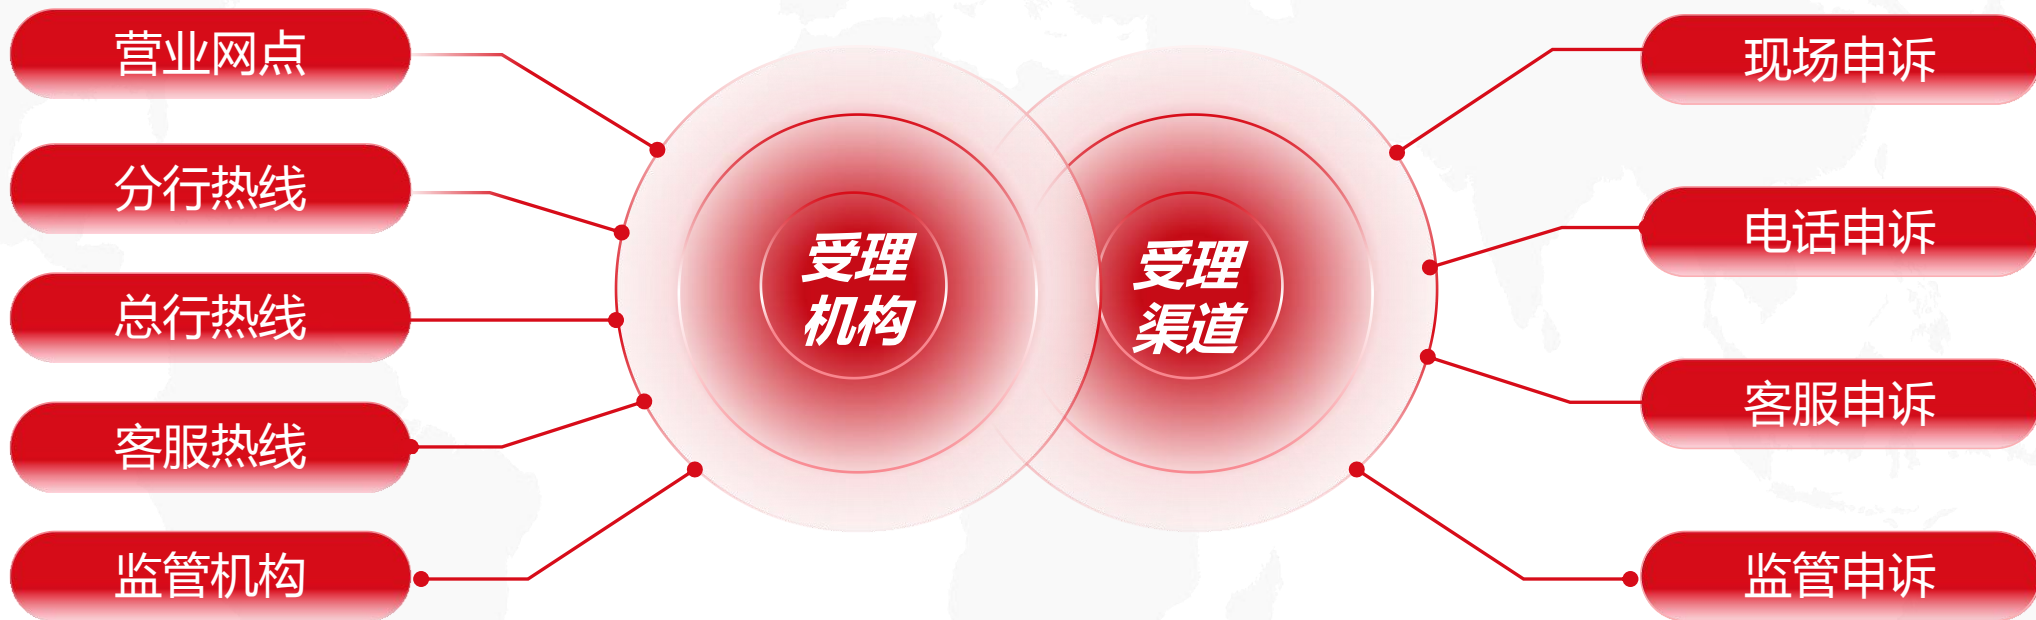 营业网点
分行热线
总行热线
客服热线
监管机构
受理
机构
受理
渠道
现场申诉
电话申诉
客服申诉
监管申诉